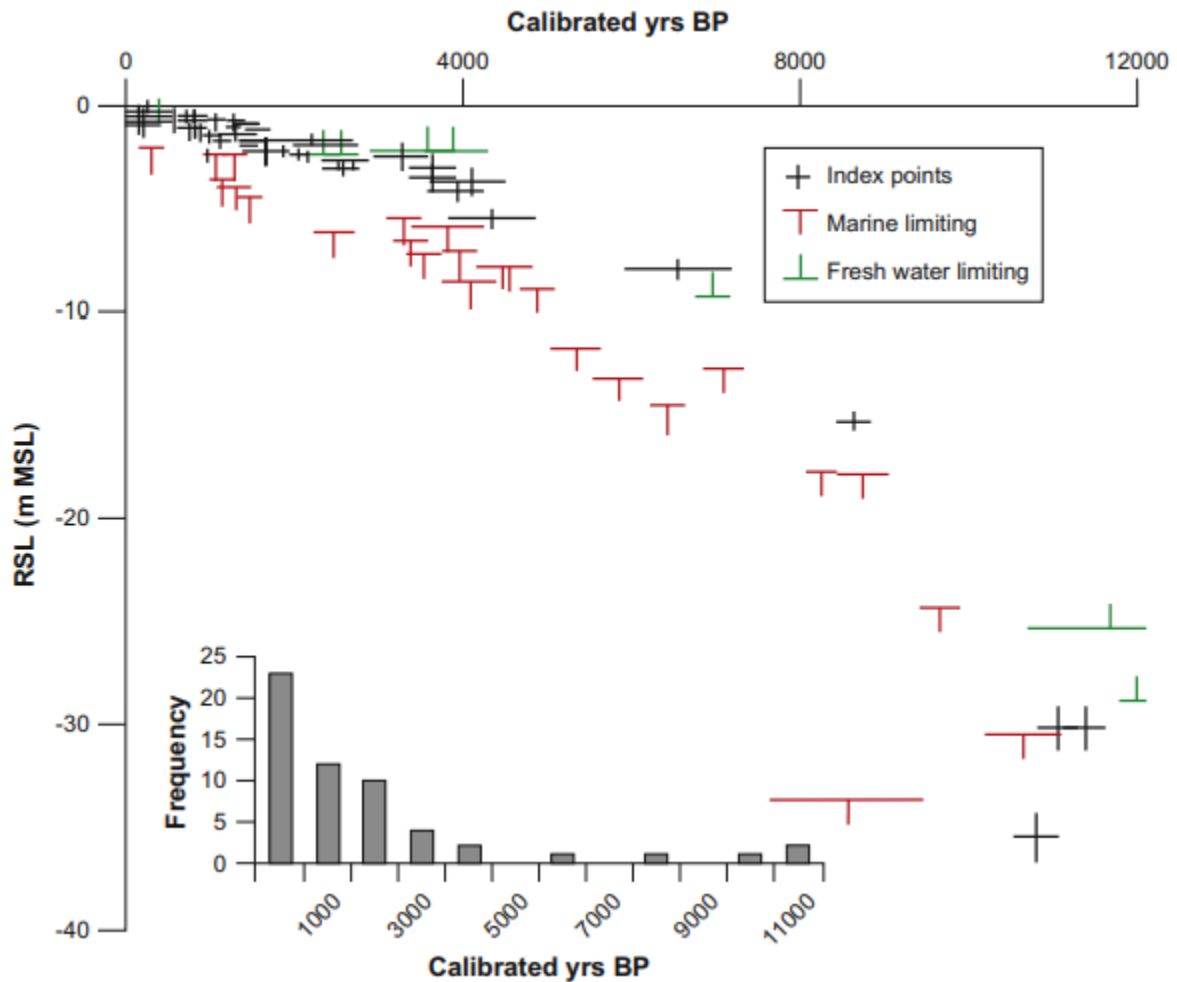 Calibrated yrs BP
0 4000 8000 12000
0
-10
-20
-30
-40
RSL (m MSL)
Index points
Marine limiting
Fresh water limiting
25
20
15
10
5
0
Frequency
1000 3000 5000 7000 9000 11000
Calibrated yrs BP